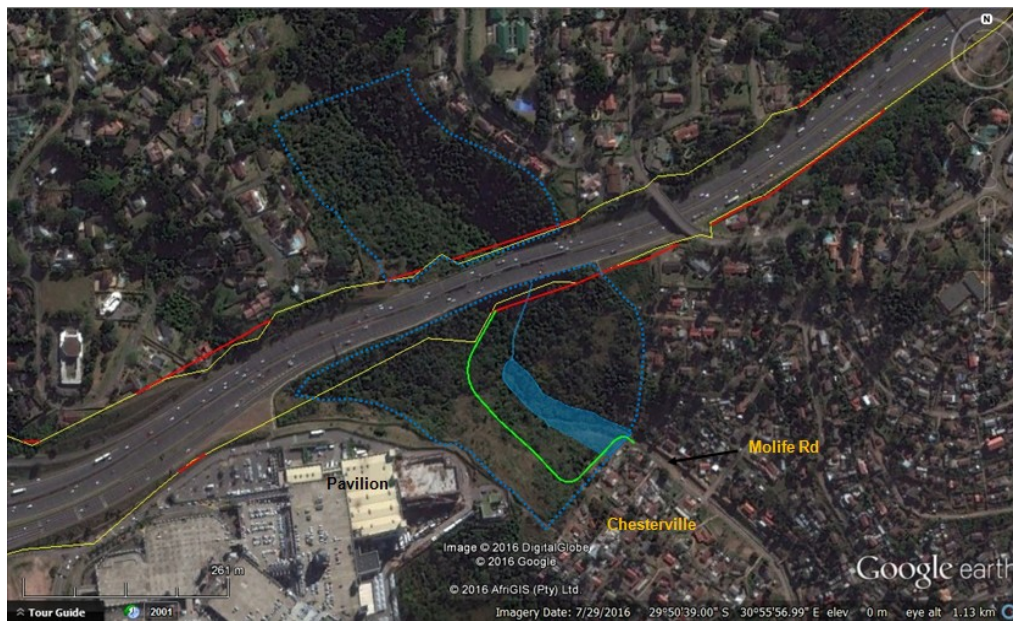 N
Molife Rd
Pavilion
Chesterville
Image © 2016 DigitalGlobe
© 2016 Google
© 2016 AfriGIS (Pty) Ltd
Google earth
261 m
Tour Guide
2001
Imagery Date: 7/29/2016 29°50'39.00" S 30°55'56.99" E elev 0 m eye alt 1.13 km